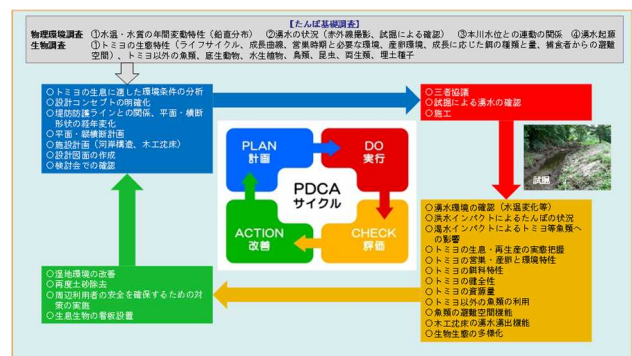 【たんぽ基礎調査】
物理環境調査　①水温・水質の年間変動特性（鉛直分布）　②湧水の状況（赤外線撮影、試掘による確認）　③本川水位との連動の関係　④湧水起源
生物調査　①トミヨの生態特性（ライフサイクル、成長曲線、営巣時期と必要な環境、産卵環境、成長に応じた餌の種類と量、捕食者からの避難
空間）、トミヨ以外の魚類、底生動物、水生植物、鳥類、昆虫、両生類、埋土種子
○トミヨの生息に適した環境条件の分析
○設計コンセプトの明確化
○堤防防護ラインとの関係、平面・横断
形状の経年変化
○平面・縦横断計画
○施設計画（河岸構造、木工沈床）
○設計図面の作成
○検討会での確認
○三者協議
○試掘による湧水の確認
○施工
試掘
PLAN
計画
DO
実行
PDCA
サイクル
ACTION
改善
CHECK
評価
○湧水環境の確認（水温変化等）
○洪水インパクトによるたんぽの状況
○渇水インパクトによるトミヨ等魚類へ
の影響
○トミヨの生息・再生産の実態把握
○トミヨの営巣・産卵と環境特性
○トミヨの餌料特性
○トミヨの健全性
○トミヨの資源量
○トミヨ以外の魚類の利用
○魚類の避難空間機能
○木工沈床の湧水湧出機能
○生物生態の多様化
○湿地環境の改善
○再度土砂除去
○周辺利用者の安全を確保するための対
策の実施
○生息生物の看板設置